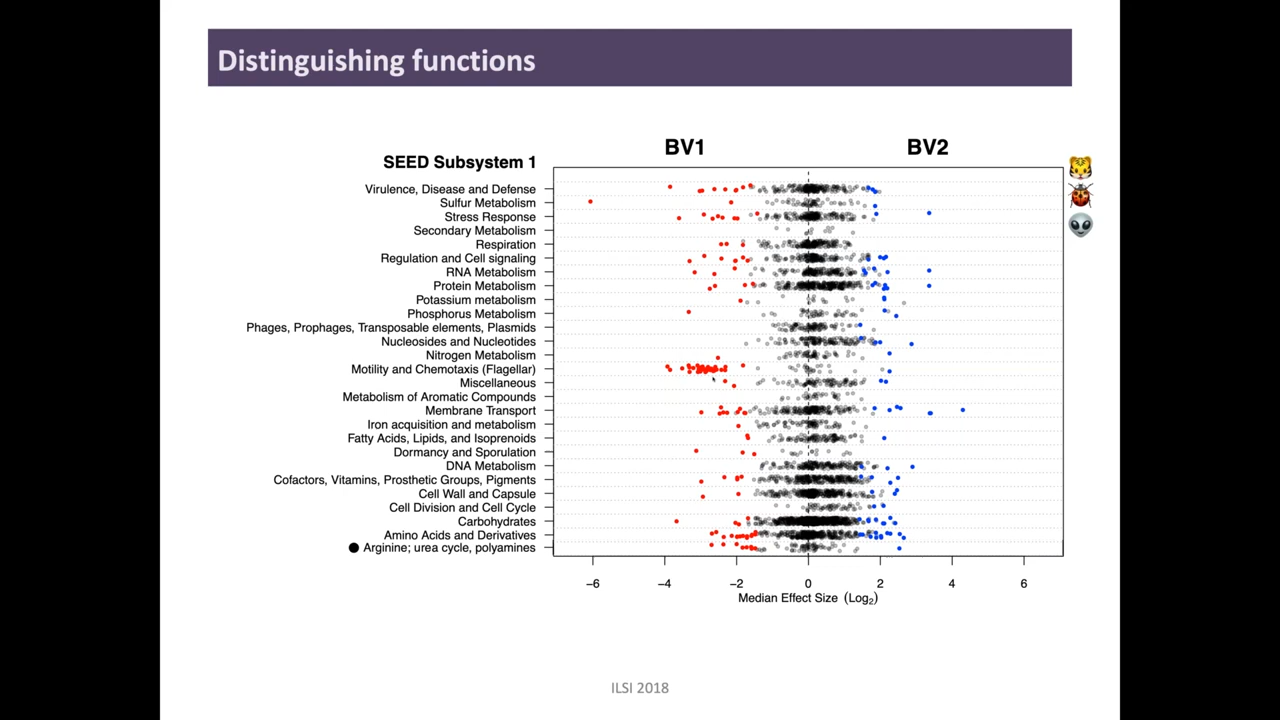 Distinguishing functions
BV1
BV2
SEED Subsystem 1
Virulence, Disease and Defense
Sulfur Metabolism
Stress Response
Secondary Metabolism
Respiration
Regulation and Cell signaling
RNA Metabolism
Protein Metabolism
Potassium metabolism
Phosphorus Metabolism
Phages, Prophages, Transposable elements, Plasmids
Nucleosides and Nucleotides
Nitrogen Metabolism
Motility and Chemotaxis (Flagellar)
Miscellaneous
Metabolism of Aromatic Compounds
Membrane Transport
Iron acquisition and metabolism
Fatty Acids, Lipids, and Isoprenoids
Dormancy and Sporulation
DNA Metabolism
Cofactors, Vitamins, Prosthetic Groups, Pigments
Cell Wall and Capsule
Cell Division and Cell Cycle
Carbohydrates
Amino Acids and Derivatives
Arginine; urea cycle, polyamines
−6 −4 −2 0 2 4 6
Median Effect Size (Log₂)
ILSI 2018